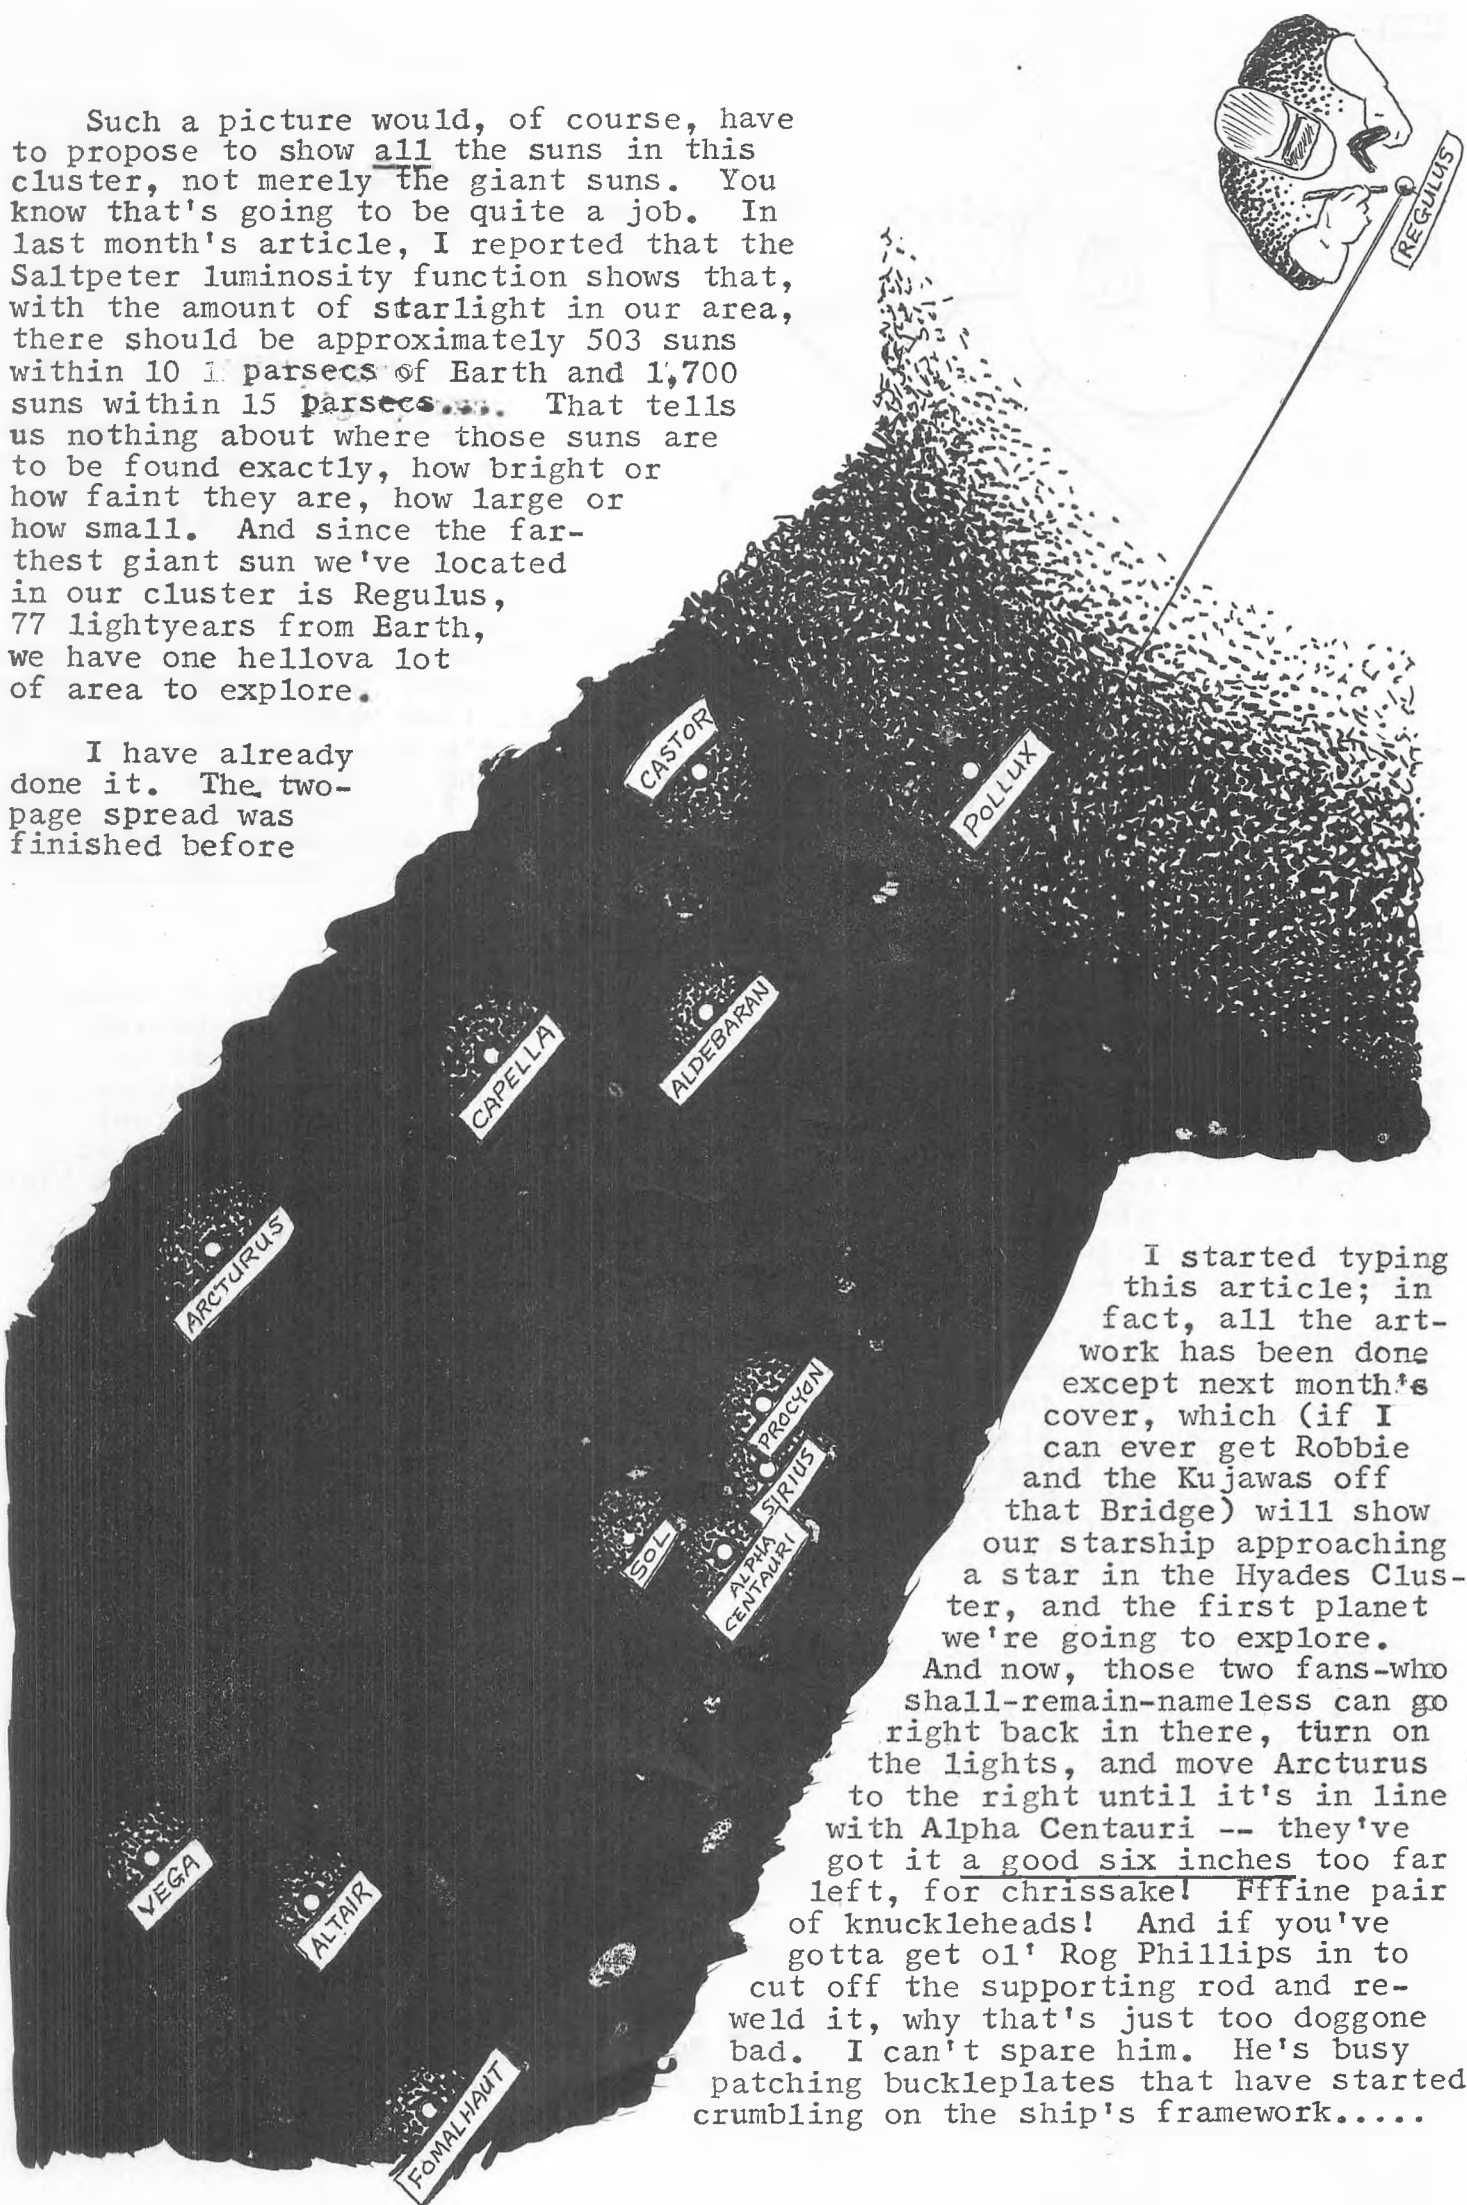 Such a picture would, of course, have
to propose to show all the suns in this
cluster, not merely the giant suns. You
know that's going to be quite a job. In
last month's article, I reported that the
Saltpeter luminosity function shows that,
with the amount of starlight in our area,
there should be approximately 503 suns
within 10 parsecs of Earth and 1,700
suns within 15 parsecs.... That tells
us nothing about where those suns are
to be found exactly, how bright or
how faint they are, how large or
how small. And since the far-
thest giant sun we've located
in our cluster is Regulus,
77 lightyears from Earth,
we have one hellova lot
of area to explore.
I have already
done it. The two-
page spread was
finished before
REGULUS
CASTOR
POLLUX
CAPELLA
ALDEBARAN
ARCTURUS
PROCYON
SIRIUS
SOL
ALPHA
CENTAURI
VEGA
ALTAIR
FOMALHAUT
I started typing
this article; in
fact, all the art-
work has been done
except next month's
cover, which (if I
can ever get Robbie
and the Kujawas off
that Bridge) will show
our starship approaching
a star in the Hyades Clus-
ter, and the first planet
we're going to explore.
And now, those two fans-who
shall-remain-nameless can go
right back in there, turn on
the lights, and move Arcturus
to the right until it's in line
with Alpha Centauri -- they've
got it a good six inches too far
left, for chrissake! Fffine pair
of knuckleheads! And if you've
gotta get ol' Rog Phillips in to
cut off the supporting rod and re-
weld it, why that's just too doggone
bad. I can't spare him. He's busy
patching buckleplates that have started
crumbling on the ship's framework.....